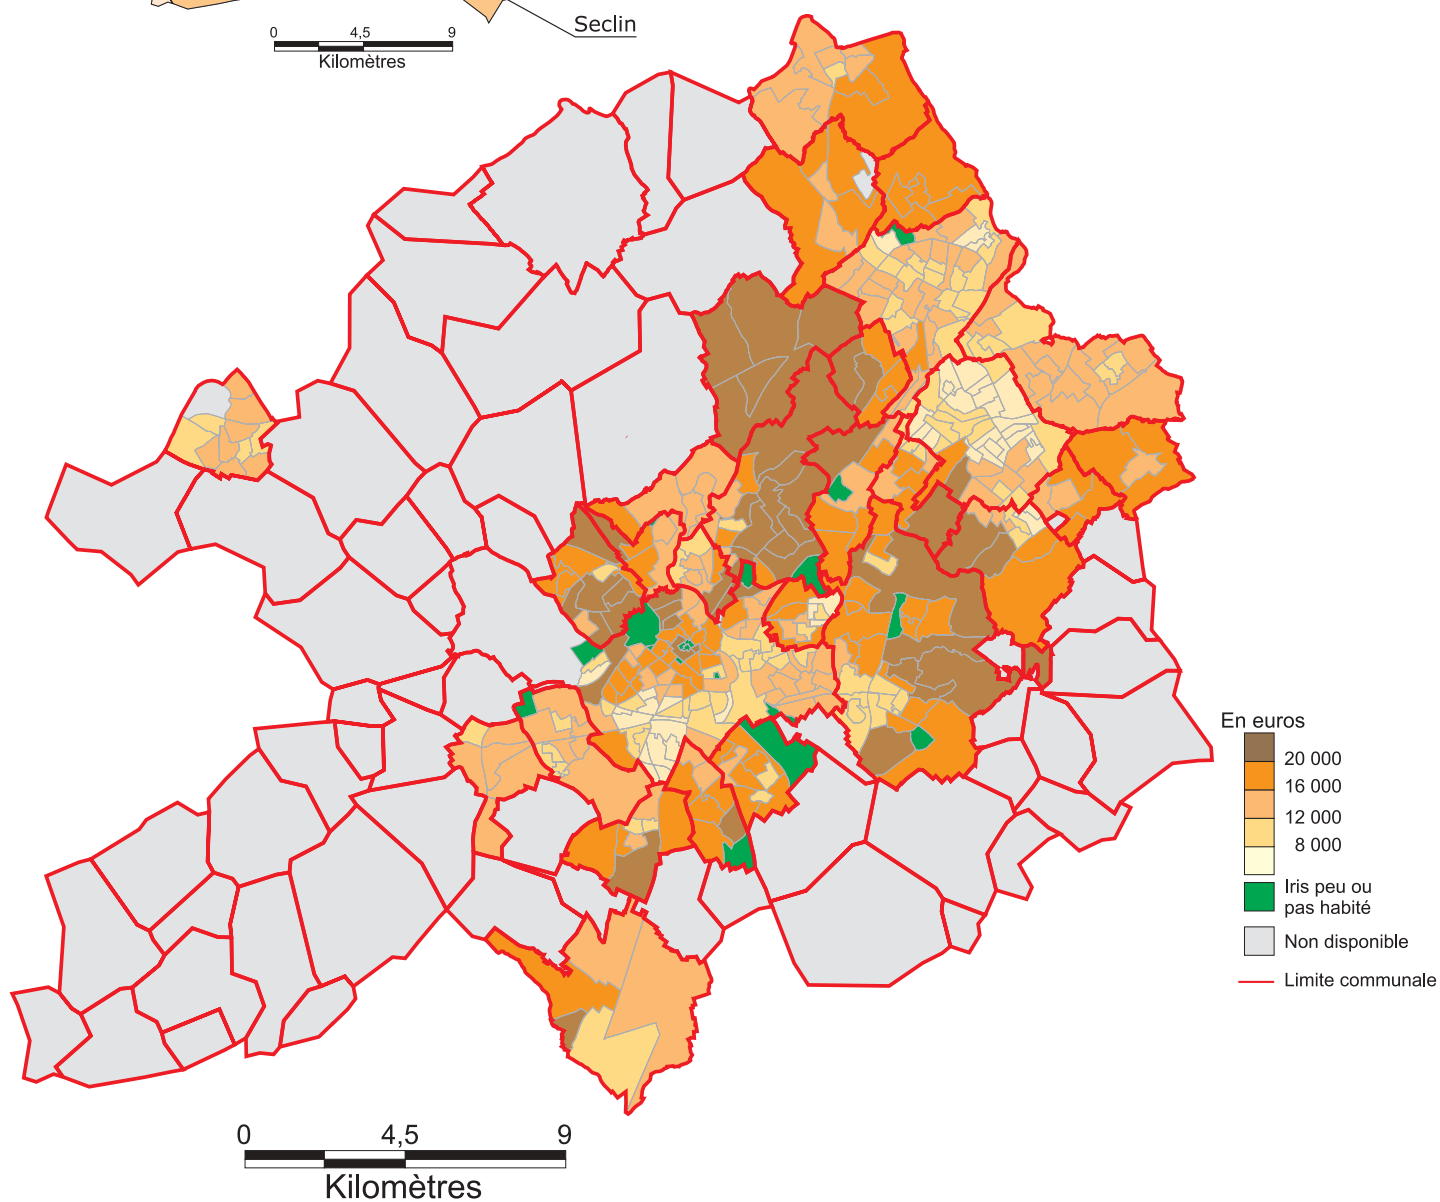 Seclin
0 4,5 9
Kilomètres
En euros
20 000
16 000
12 000
8 000
Iris peu ou
pas habité
Non disponible
Limite communale
0 4,5 9
Kilomètres